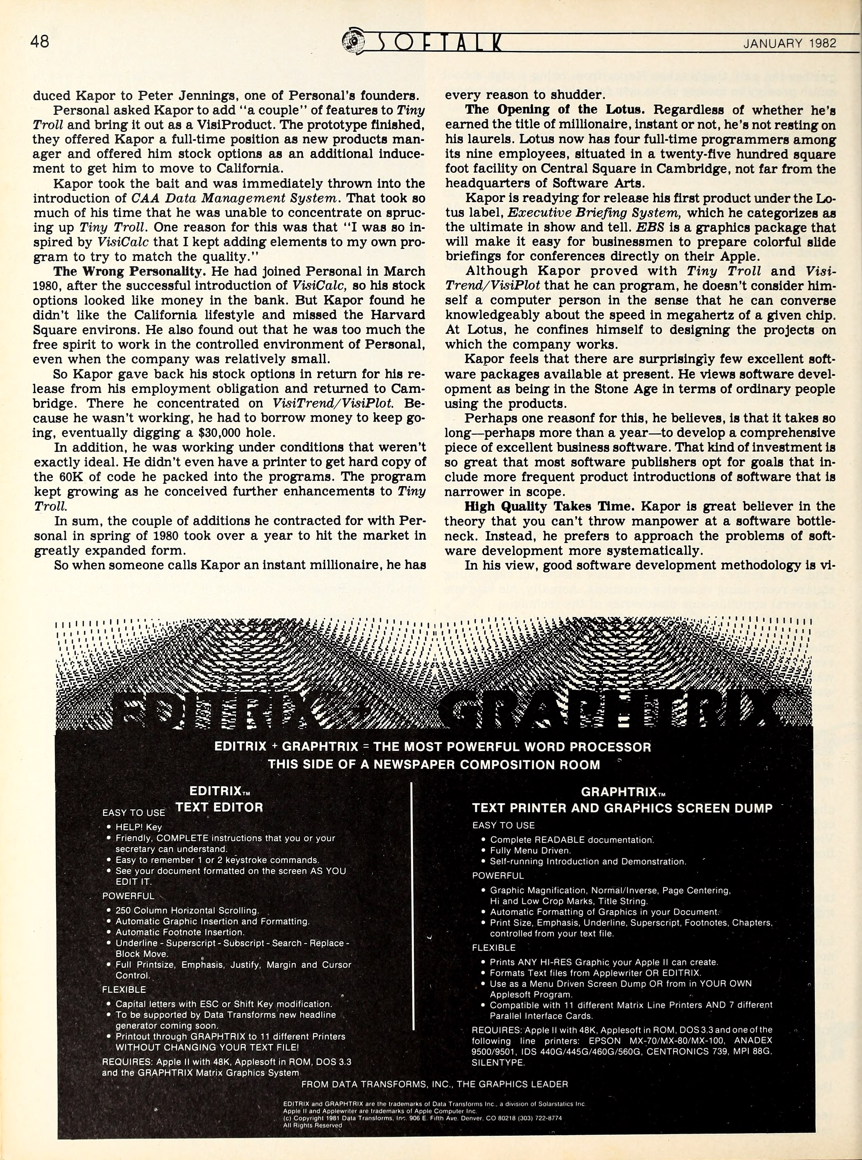 48
SOFTALK
JANUARY 1982
duced Kapor to Peter Jennings, one of Personal's founders.
Personal asked Kapor to add "a couple" of features to Tiny
Troll and bring it out as a VisiProduct. The prototype finished,
they offered Kapor a full-time position as new products man-
ager and offered him stock options as an additional induce-
ment to get him to move to California.
Kapor took the bait and was immediately thrown into the
introduction of CAA Data Management System. That took so
much of his time that he was unable to concentrate on spruc-
ing up Tiny Troll. One reason for this was that "I was so in-
spired by VisiCalc that I kept adding elements to my own pro-
gram to try to match the quality."
The Wrong Personality. He had joined Personal in March
1980, after the successful introduction of VisiCalc, so his stock
options looked like money in the bank. But Kapor found he
didn't like the California lifestyle and missed the Harvard
Square environs. He also found out that he was too much the
free spirit to work in the controlled environment of Personal,
even when the company was relatively small.
So Kapor gave back his stock options in return for his re-
lease from his employment obligation and returned to Cam-
bridge. There he concentrated on VisiTrend/VisiPlot. Be-
cause he wasn't working, he had to borrow money to keep go-
ing, eventually digging a $30,000 hole.
In addition, he was working under conditions that weren't
exactly ideal. He didn't even have a printer to get hard copy of
the 60K of code he packed into the programs. The program
kept growing as he conceived further enhancements to Tiny
Troll.
In sum, the couple of additions he contracted for with Per-
sonal in spring of 1980 took over a year to hit the market in
greatly expanded form.
So when someone calls Kapor an instant millionaire, he has
every reason to shudder.
The Opening of the Lotus. Regardless of whether he's
earned the title of millionaire, instant or not, he's not resting on
his laurels. Lotus now has four full-time programmers among
its nine employees, situated in a twenty-five hundred square
foot facility on Central Square in Cambridge, not far from the
headquarters of Software Arts.
Kapor is readying for release his first product under the Lo-
tus label, Executive Briefing System, which he categorizes as
the ultimate in show and tell. EBS is a graphics package that
will make it easy for businessmen to prepare colorful slide
briefings for conferences directly on their Apple.
Although Kapor proved with Tiny Troll and Visi-
Trend/VisiPlot that he can program, he doesn't consider him-
self a computer person in the sense that he can converse
knowledgeably about the speed in megahertz of a given chip.
At Lotus, he confines himself to designing the projects on
which the company works.
Kapor feels that there are surprisingly few excellent soft-
ware packages available at present. He views software devel-
opment as being in the Stone Age in terms of ordinary people
using the products.
Perhaps one reasonf for this, he believes, is that it takes so
long—perhaps more than a year—to develop a comprehensive
piece of excellent business software. That kind of investment is
so great that most software publishers opt for goals that in-
clude more frequent product introductions of software that is
narrower in scope.
High Quality Takes Time. Kapor is great believer in the
theory that you can't throw manpower at a software bottle-
neck. Instead, he prefers to approach the problems of soft-
ware development more systematically.
In his view, good software development methodology is vi-
EDITRIX™ + GRAPHTRIX
EDITRIX + GRAPHTRIX = THE MOST POWERFUL WORD PROCESSOR
THIS SIDE OF A NEWSPAPER COMPOSITION ROOM
EDITRIX™
TEXT EDITOR
EASY TO USE
• HELP! Key
• Friendly, COMPLETE instructions that you or your
secretary can understand.
• Easy to remember 1 or 2 keystroke commands.
• See your document formatted on the screen AS YOU
EDIT IT.
POWERFUL
• 250 Column Horizontal Scrolling.
• Automatic Graphic Insertion and Formatting.
• Automatic Footnote Insertion.
• Underline - Superscript - Subscript - Search - Replace -
Block Move.
• Full Printsize, Emphasis, Justify, Margin and Cursor
Control.
FLEXIBLE
• Capital letters with ESC or Shift Key modification.
• To be supported by Data Transforms new headline
generator coming soon.
• Printout through GRAPHTRIX to 11 different Printers
WITHOUT CHANGING YOUR TEXT FILE!
REQUIRES: Apple II with 48K, Applesoft in ROM, DOS 3.3
and the GRAPHTRIX Matrix Graphics System
GRAPHTRIX™
TEXT PRINTER AND GRAPHICS SCREEN DUMP
EASY TO USE
• Complete READABLE documentation.
• Fully Menu Driven.
• Self-running Introduction and Demonstration.
POWERFUL
• Graphic Magnification, Normal/Inverse, Page Centering,
Hi and Low Crop Marks, Title String.
• Automatic Formatting of Graphics in your Document.
• Print Size, Emphasis, Underline, Superscript, Footnotes, Chapters,
controlled from your text file.
FLEXIBLE
• Prints ANY HI-RES Graphic your Apple II can create.
• Formats Text files from Applewriter OR EDITRIX.
• Use as a Menu Driven Screen Dump OR from in YOUR OWN
Applesoft Program.
• Compatible with 11 different Matrix Line Printers AND 7 different
Parallel Interface Cards.
REQUIRES: Apple II with 48K, Applesoft in ROM, DOS 3.3 and one of the
following line printers: EPSON MX-70/MX-80/MX-100, ANADEX
9500/9501, IDS 440G/445G/460G/560G, CENTRONICS 739, MPI 88G,
SILENTYPE.
FROM DATA TRANSFORMS, INC., THE GRAPHICS LEADER
EDITRIX and GRAPHTRIX are the trademarks of Data Transforms Inc., a division of Solarstatics Inc.
Apple II and Applewriter are trademarks of Apple Computer Inc.
(c) Copyright 1981 Data Transforms, Inc. 906 E. Fifth Ave. Denver, CO 80218 (303) 722-8774
All Rights Reserved